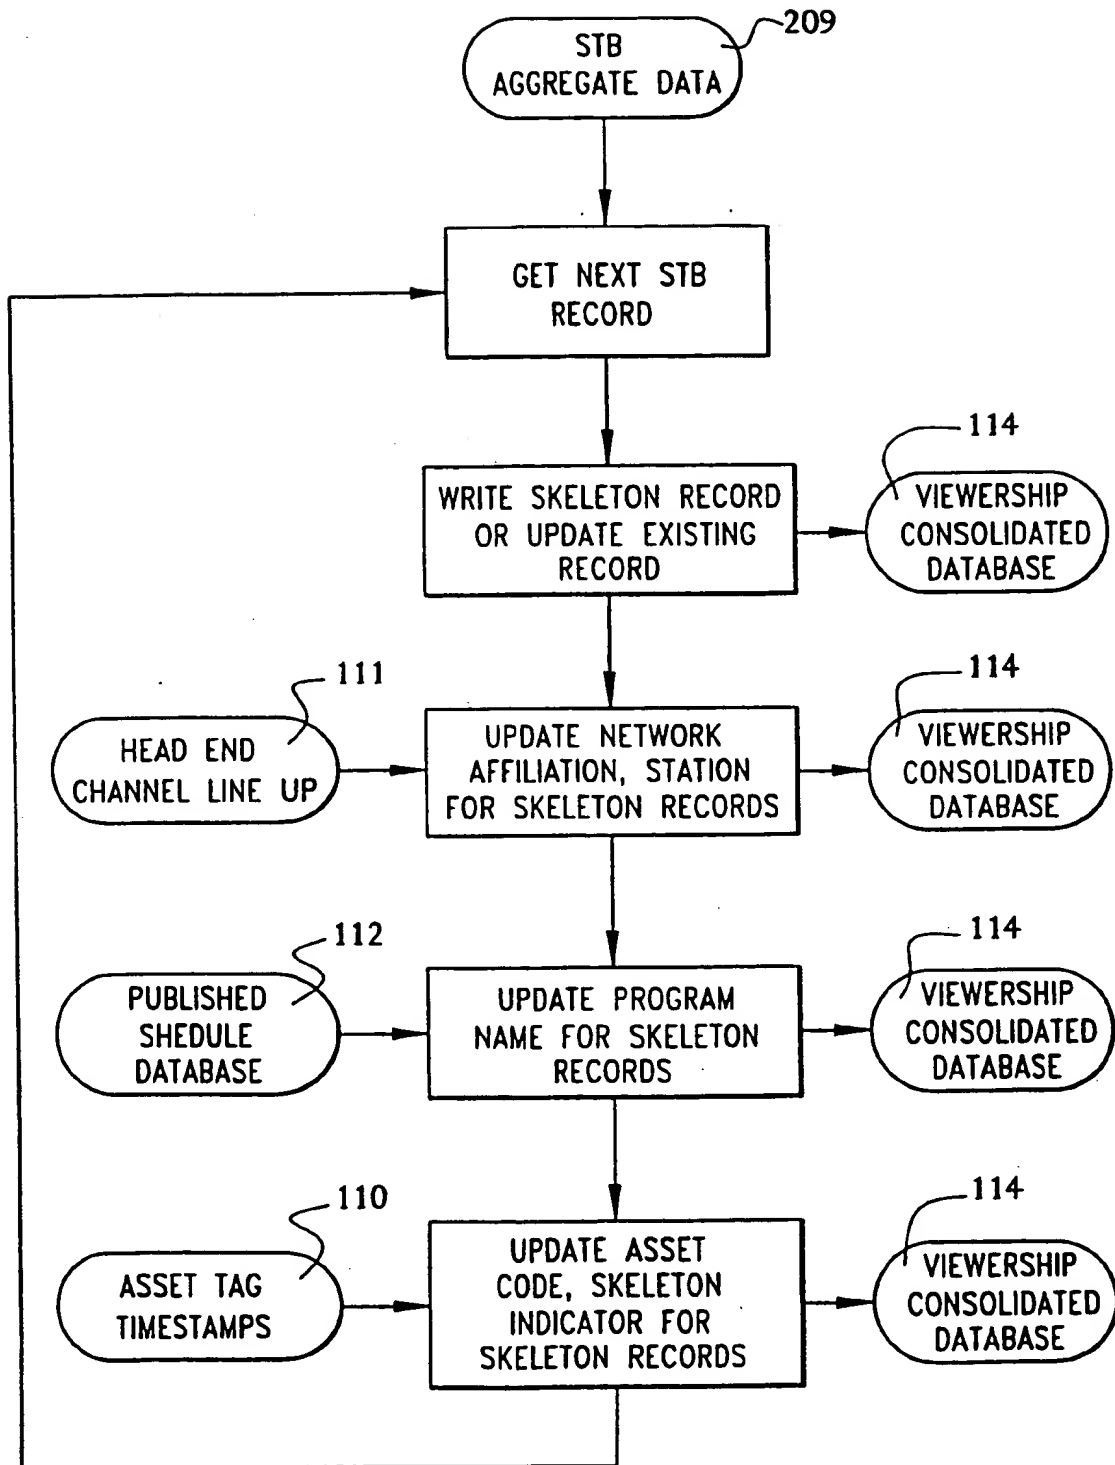 209
STB
AGGREGATE DATA
GET NEXT STB
RECORD
114
WRITE SKELETON RECORD
OR UPDATE EXISTING
RECORD
VIEWERSHIP
CONSOLIDATED
DATABASE
111
114
HEAD END
CHANNEL LINE UP
UPDATE NETWORK
AFFILIATION, STATION
FOR SKELETON RECORDS
VIEWERSHIP
CONSOLIDATED
DATABASE
112
114
PUBLISHED
SHEDULE
DATABASE
UPDATE PROGRAM
NAME FOR SKELETON
RECORDS
VIEWERSHIP
CONSOLIDATED
DATABASE
110
114
ASSET TAG
TIMESTAMPS
UPDATE ASSET
CODE, SKELETON
INDICATOR FOR
SKELETON RECORDS
VIEWERSHIP
CONSOLIDATED
DATABASE